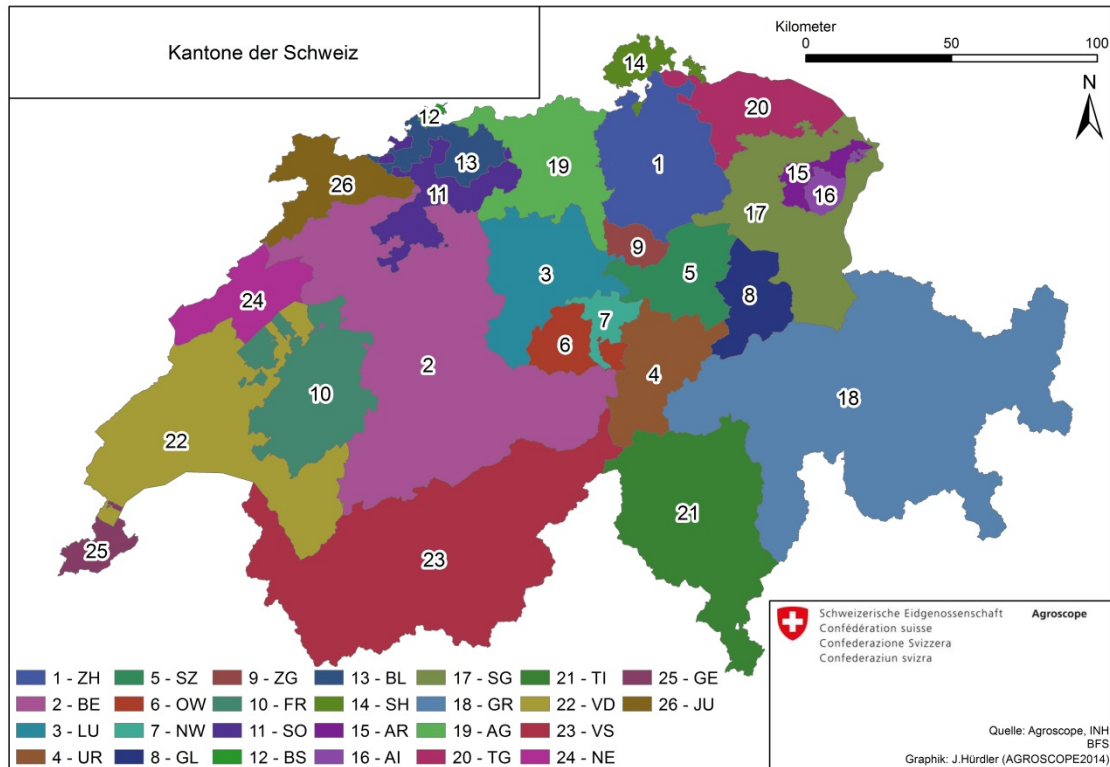 Kantone der Schweiz
Kilometer
0 50 100
N
14
12
20
13
19
1
15
26
11
16
17
9
3
5
24
7
8
6
2
4
10
18
22
21
25
23
Schweizerische Eidgenossenschaft Agroscope
Confédération suisse
Confederazione Svizzera
Confederaziun svizra
1 - ZH 5 - SZ 9 - ZG 13 - BL 17 - SG 21 - TI 25 - GE
2 - BE 6 - OW 10 - FR 14 - SH 18 - GR 22 - VD 26 - JU
3 - LU 7 - NW 11 - SO 15 - AR 19 - AG 23 - VS
4 - UR 8 - GL 12 - BS 16 - AI 20 - TG 24 - NE
Quelle: Agroscope, INH
BFS
Graphik: J.Hürdler (AGROSCOPE2014)